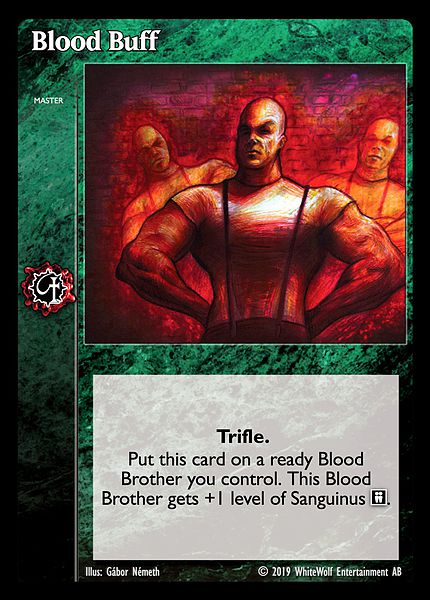 Blood Buff
MASTER
Trifle.
Put this card on a ready Blood
Brother you control. This Blood
Brother gets +1 level of Sanguinus.
Illus: Gábor Németh © 2019 WhiteWolf Entertainment AB